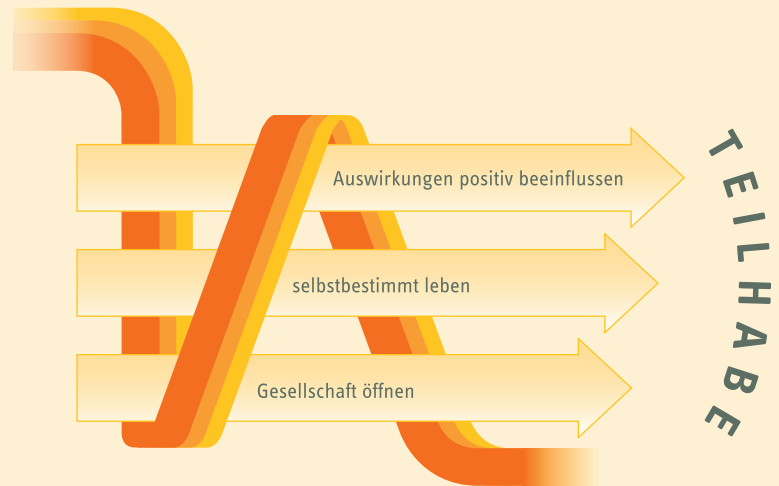 Auswirkungen positiv beeinflussen
selbstbestimmt leben
Gesellschaft öffnen
TEILHABE